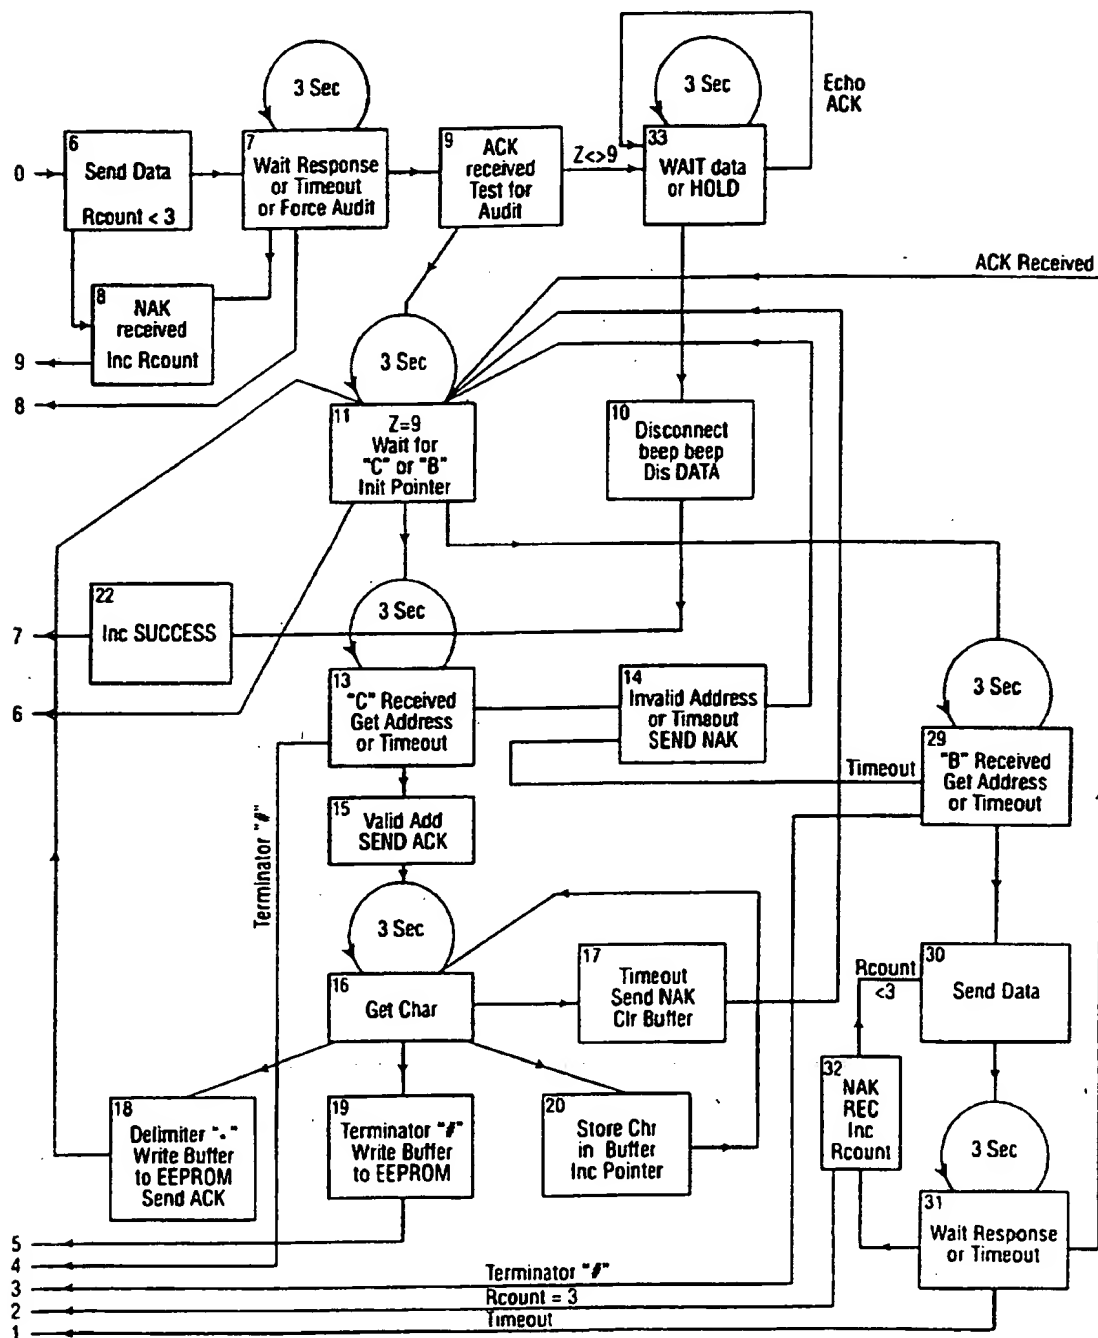 3 Sec
3 Sec
Echo
ACK
6
Send Data
Rcount < 3
7
Wait Response
or Timeout
or Force Audit
9
ACK
received
Test for
Audit
Z<>9
33
WAIT data
or HOLD
0
ACK Received
8
NAK
received
Inc Rcount
9
8
3 Sec
11
Z=9
Wait for
"C" or "B"
Init Pointer
10
Disconnect
beep beep
Dis DATA
22
Inc SUCCESS
7
3 Sec
6
13
"C" Received
Get Address
or Timeout
14
Invalid Address
or Timeout
SEND NAK
3 Sec
Timeout
29
"B" Received
Get Address
or Timeout
15
Valid Add
SEND ACK
Terminator "#"
3 Sec
16
Get Char
17
Timeout
Send NAK
Clr Buffer
Rcount
<3
30
Send Data
18
Delimiter "-"
Write Buffer
to EEPROM
Send ACK
19
Terminator "#"
Write Buffer
to EEPROM
20
Store Chr
in Buffer
Inc Pointer
32
NAK
REC
Inc
Rcount
3 Sec
31
Wait Response
or Timeout
5
4
3
Terminator "#"
2
Rcount = 3
1
Timeout